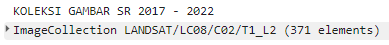 KOLEKSI GAMBAR SR 2017 - 2022
ImageCollection LANDSAT/LC08/C02/T1_L2 (371 elements)